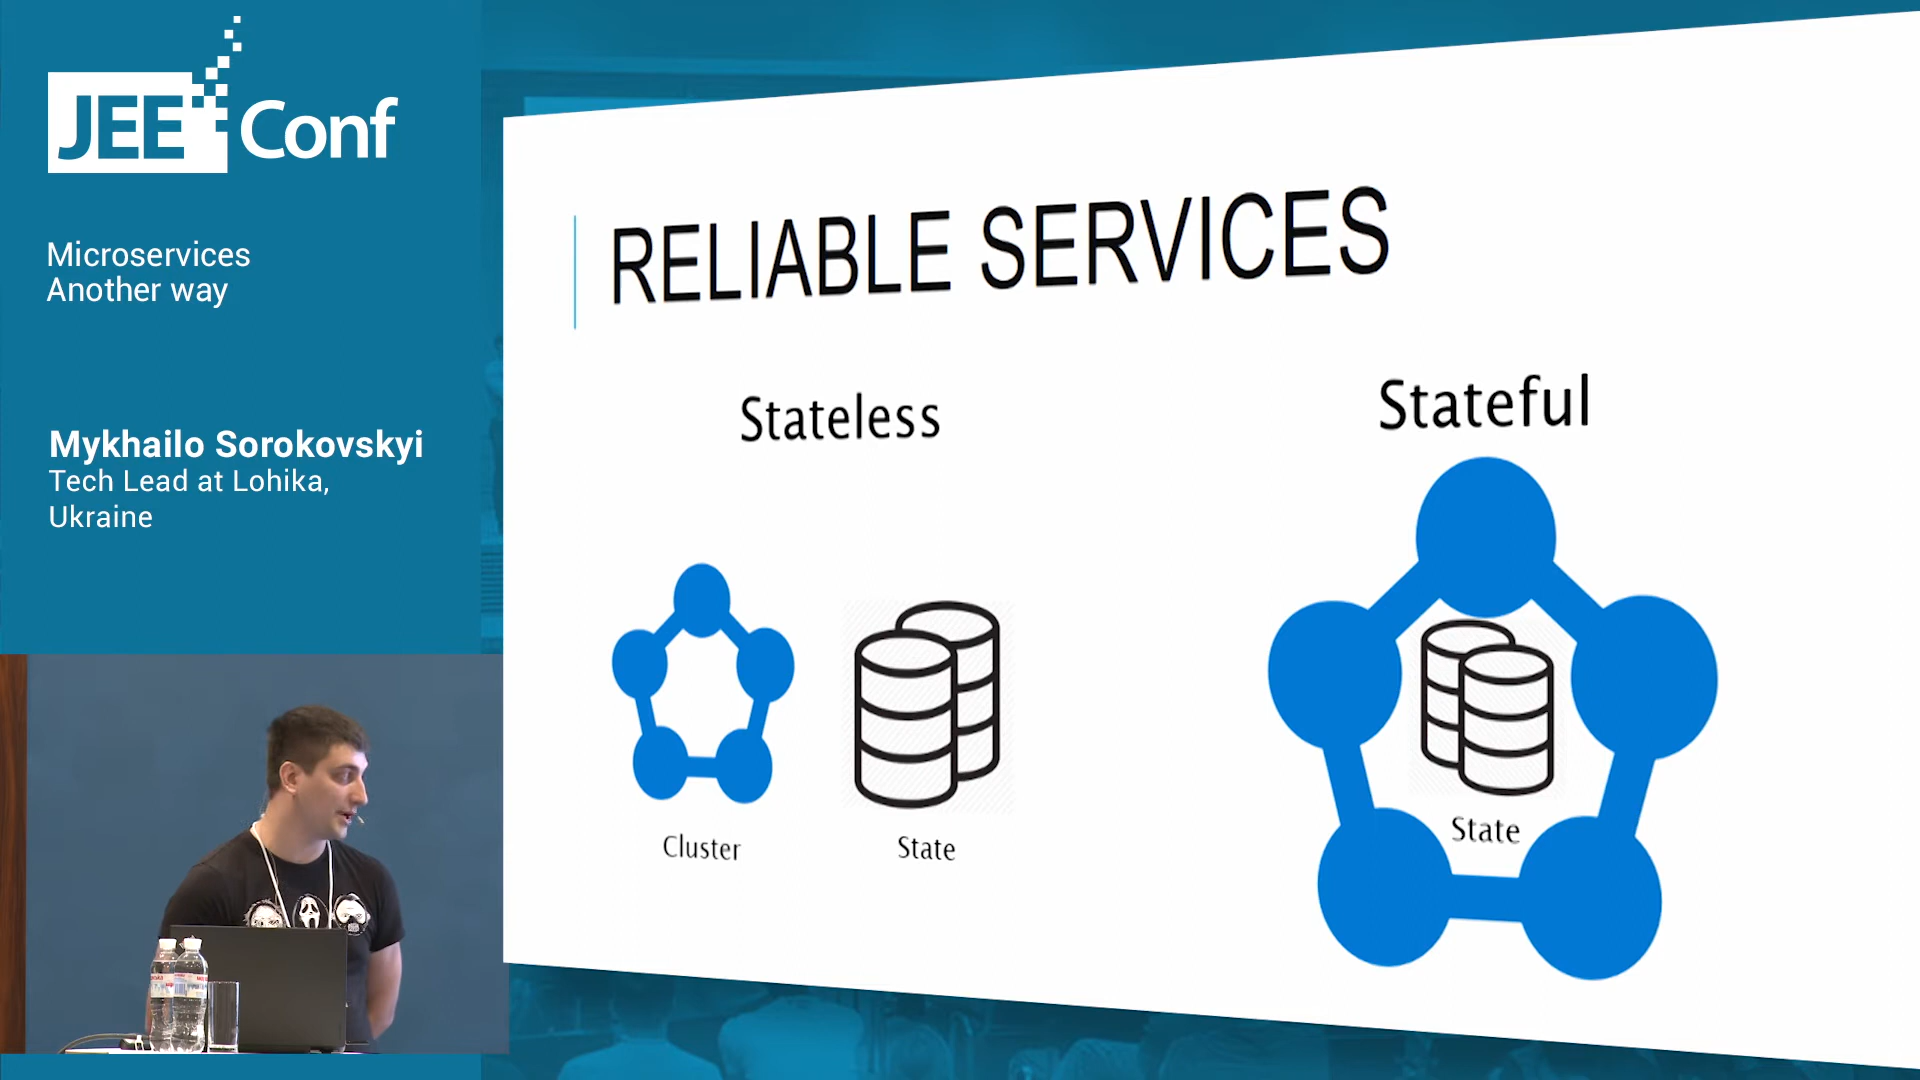 JEE Conf
Microservices
Another way
Mykhailo Sorokovskyi
Tech Lead at Lohika,
Ukraine
RELIABLE SERVICES
Stateless
Stateful
Cluster
State
State